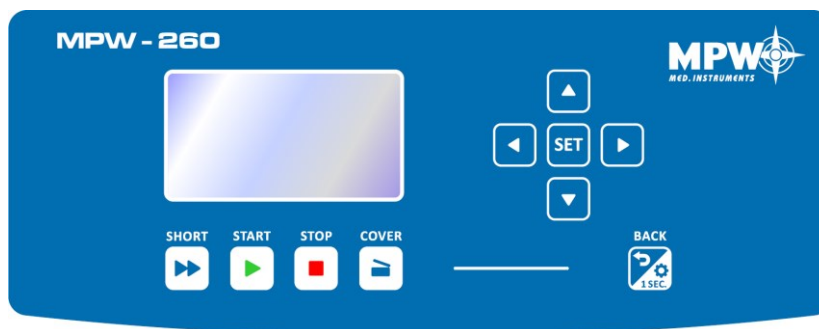 MPW - 260
MPW
MED. INSTRUMENTS
SET
SHORT START STOP COVER
BACK
1 SEC.